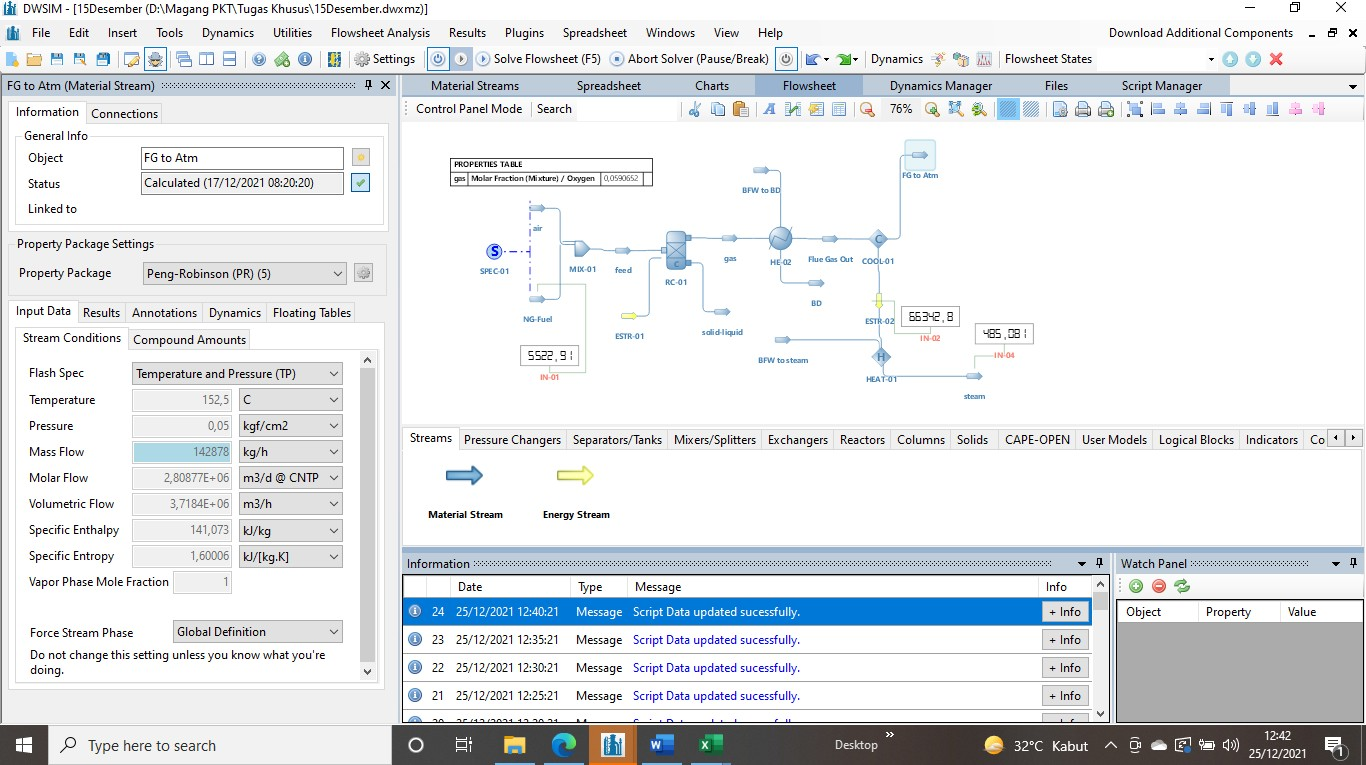 DWSIM - [15Desember (D:\Magang PKT\Tugas Khusus\15Desember.dwxmz)]
File Edit Insert Tools Dynamics Utilities Flowsheet Analysis Results Plugins Spreadsheet Windows View Help Download Additional Components
Settings Solve Flowsheet (F5) Abort Solver (Pause/Break) Dynamics Flowsheet States
FG to Atm (Material Stream)
Information Connections
General Info
Object FG to Atm
Status Calculated (17/12/2021 08:20:20)
Linked to
Property Package Settings
Property Package Peng-Robinson (PR) (5)
Input Data Results Annotations Dynamics Floating Tables
Stream Conditions Compound Amounts
Flash Spec Temperature and Pressure (TP)
Temperature 152,5 C
Pressure 0,05 kgf/cm2
Mass Flow 142878 kg/h
Molar Flow 2,80877E+06 m3/d @ CNTP
Volumetric Flow 3,7184E+06 m3/h
Specific Enthalpy 141,073 kJ/kg
Specific Entropy 1,60006 kJ/[kg.K]
Vapor Phase Mole Fraction 1
Force Stream Phase Global Definition
Do not change this setting unless you know what you're
doing.
Material Streams Spreadsheet Charts Flowsheet Dynamics Manager Files Script Manager
Control Panel Mode Search 76%
PROPERTIES TABLE
gas Molar Fraction (Mixture) / Oxygen 0,0590652
FG to Atm
BFW to BD
air
S
SPEC-01
MIX-01
feed
C
RC-01
gas
HE-02
Flue Gas Out
C
COOL-01
BD
NG-Fuel
ESTR-01
solid-liquid
ESTR-02
66342,8
IN-02
485,081
IN-04
5522,91
IN-01
BFW to steam
H
HEAT-01
steam
Streams Pressure Changers Separators/Tanks Mixers/Splitters Exchangers Reactors Columns Solids CAPE-OPEN User Models Logical Blocks Indicators Co
Material Stream Energy Stream
Information
Date Type Message Info
24 25/12/2021 12:40:21 Message Script Data updated sucessfully. + Info
23 25/12/2021 12:35:21 Message Script Data updated sucessfully. + Info
22 25/12/2021 12:30:21 Message Script Data updated sucessfully. + Info
21 25/12/2021 12:25:21 Message Script Data updated sucessfully. + Info
Watch Panel
Object Property Value
Type here to search
Desktop
32°C Kabut
12:42
25/12/2021
1